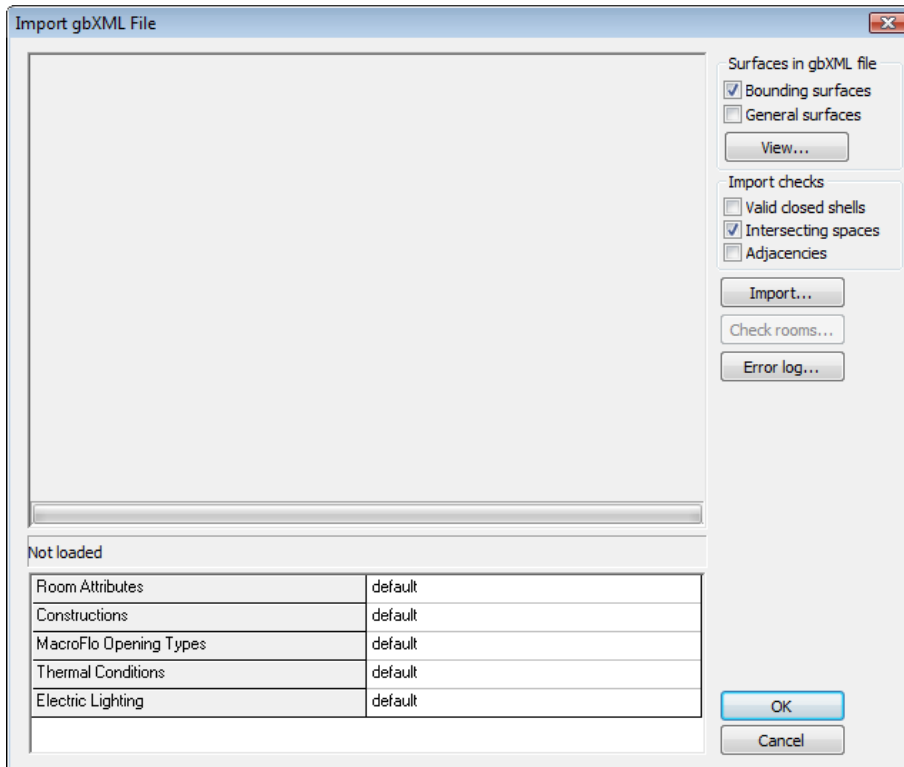 Import gbXML File
Surfaces in gbXML file
Bounding surfaces
General surfaces
View...
Import checks
Valid closed shells
Intersecting spaces
Adjacencies
Import...
Check rooms...
Error log...
Not loaded
Room Attributes default
Constructions default
MacroFlo Opening Types default
Thermal Conditions default
Electric Lighting default
OK
Cancel